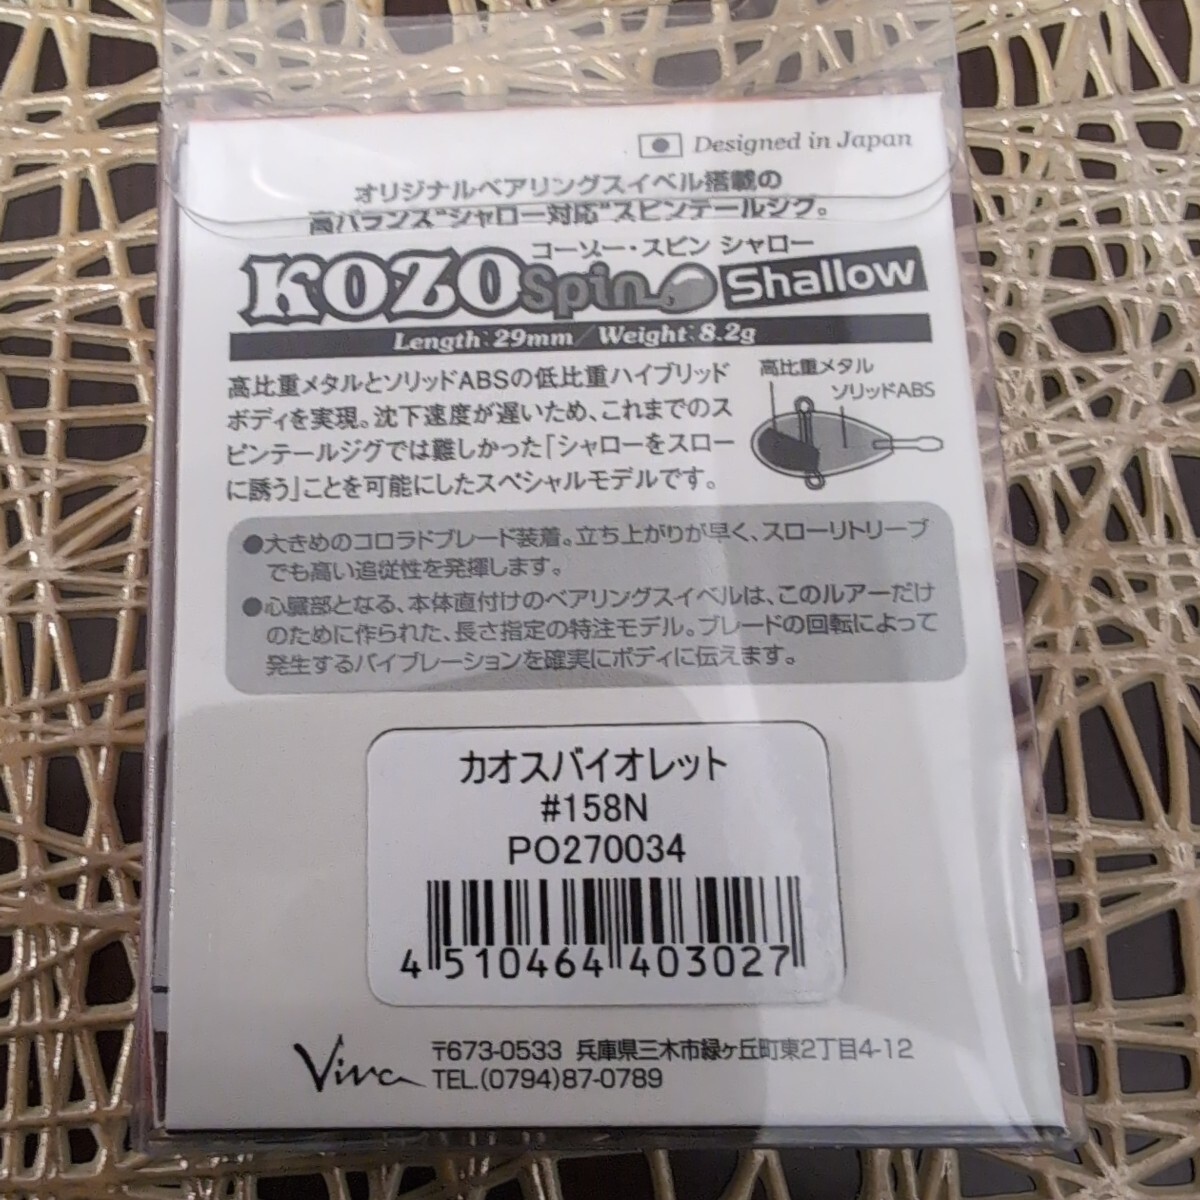 Designed in Japan
オリジナルベアリングスイベル搭載の
高バランス"シャロー対応"スピンテールジグ。
コーゾー・スピン シャロー
KOZO Spin Shallow
Length:29mm/Weight:8.2g
高比重メタルとソリッドABSの低比重ハイブリッド
ボディを実現。沈下速度が遅いため、これまでのス
ピンテールジグでは難しかった「シャローをスロー
に誘う」ことを可能にしたスペシャルモデルです。
高比重メタル
ソリッドABS
●大きめのコロラドブレード装着。立ち上がりが早く、スローリトリーブ
でも高い追従性を発揮します。
●心臓部となる、本体直付けのベアリングスイベルは、このルアーだけ
のために作られた、長さ指定の特注モデル。ブレードの回転によって
発生するバイブレーションを確実にボディに伝えます。
カオスバイオレット
#158N
PO270034
4510464403027
Viva
〒673-0533 兵庫県三木市緑ヶ丘町東2丁目4-12
TEL.(0794)87-0789